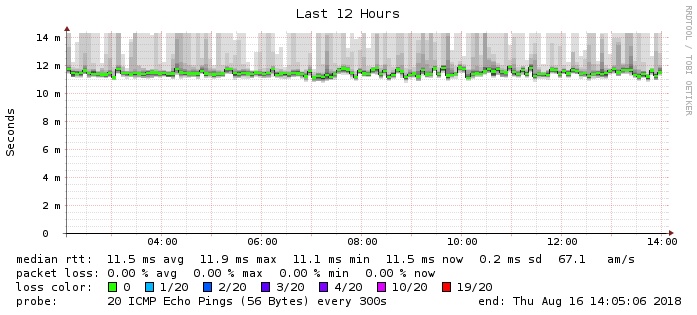 Last 12 Hours
RRDTOOL / TOBI OETIKER
Seconds
14 m
12 m
10 m
8 m
6 m
4 m
2 m
0
04:00 06:00 08:00 10:00 12:00 14:00
median rtt: 11.5 ms avg 11.9 ms max 11.1 ms min 11.5 ms now 0.2 ms sd 67.1 am/s
packet loss: 0.00 % avg 0.00 % max 0.00 % min 0.00 % now
loss color: 0 1/20 2/20 3/20 4/20 10/20 19/20
probe: 20 ICMP Echo Pings (56 Bytes) every 300s end: Thu Aug 16 14:05:06 2018